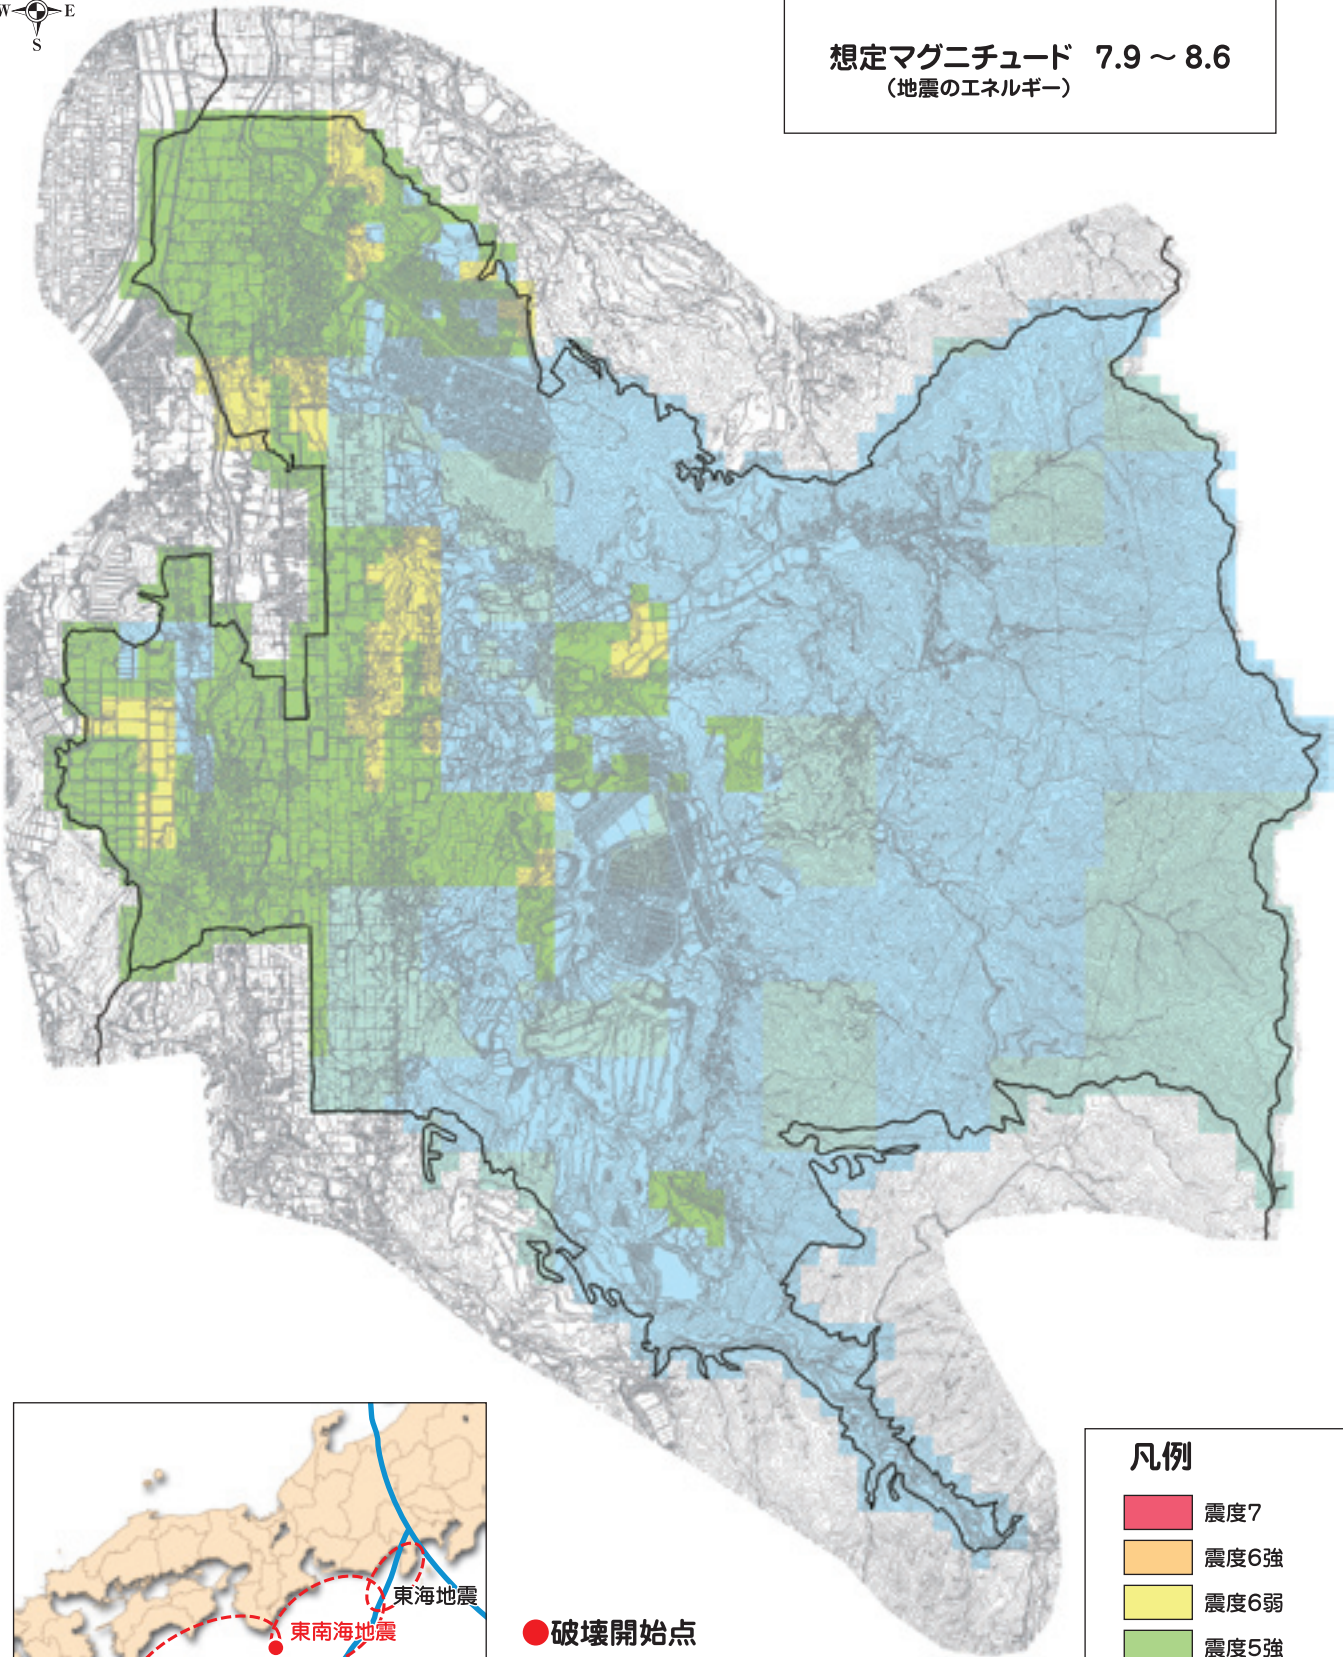 W E
S
想定マグニチュード 7.9 ～ 8.6
（地震のエネルギー）
東海地震
東南海地震
●破壊開始点
凡例
震度7
震度6強
震度6弱
震度5強